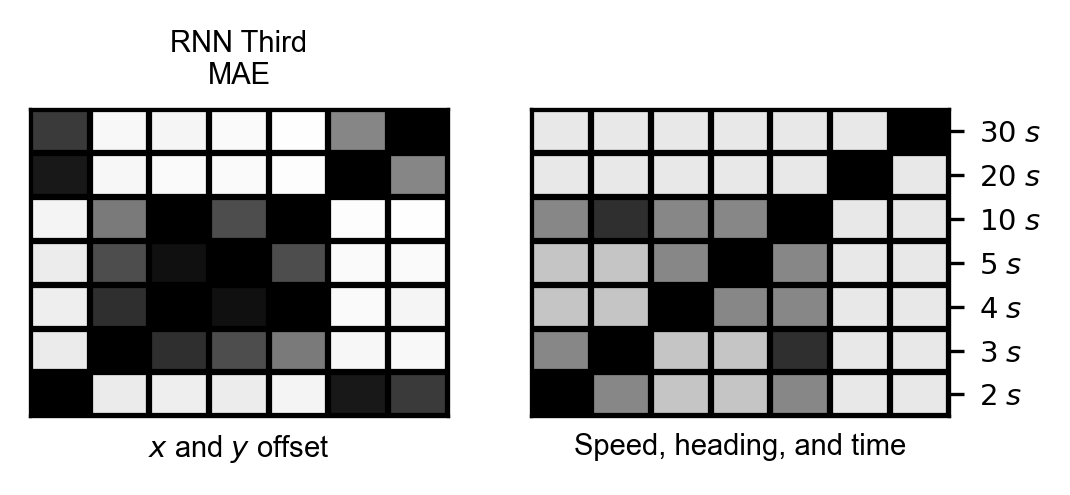 RNN Third
MAE
30 s
20 s
10 s
5 s
4 s
3 s
2 s
x and y offset
Speed, heading, and time